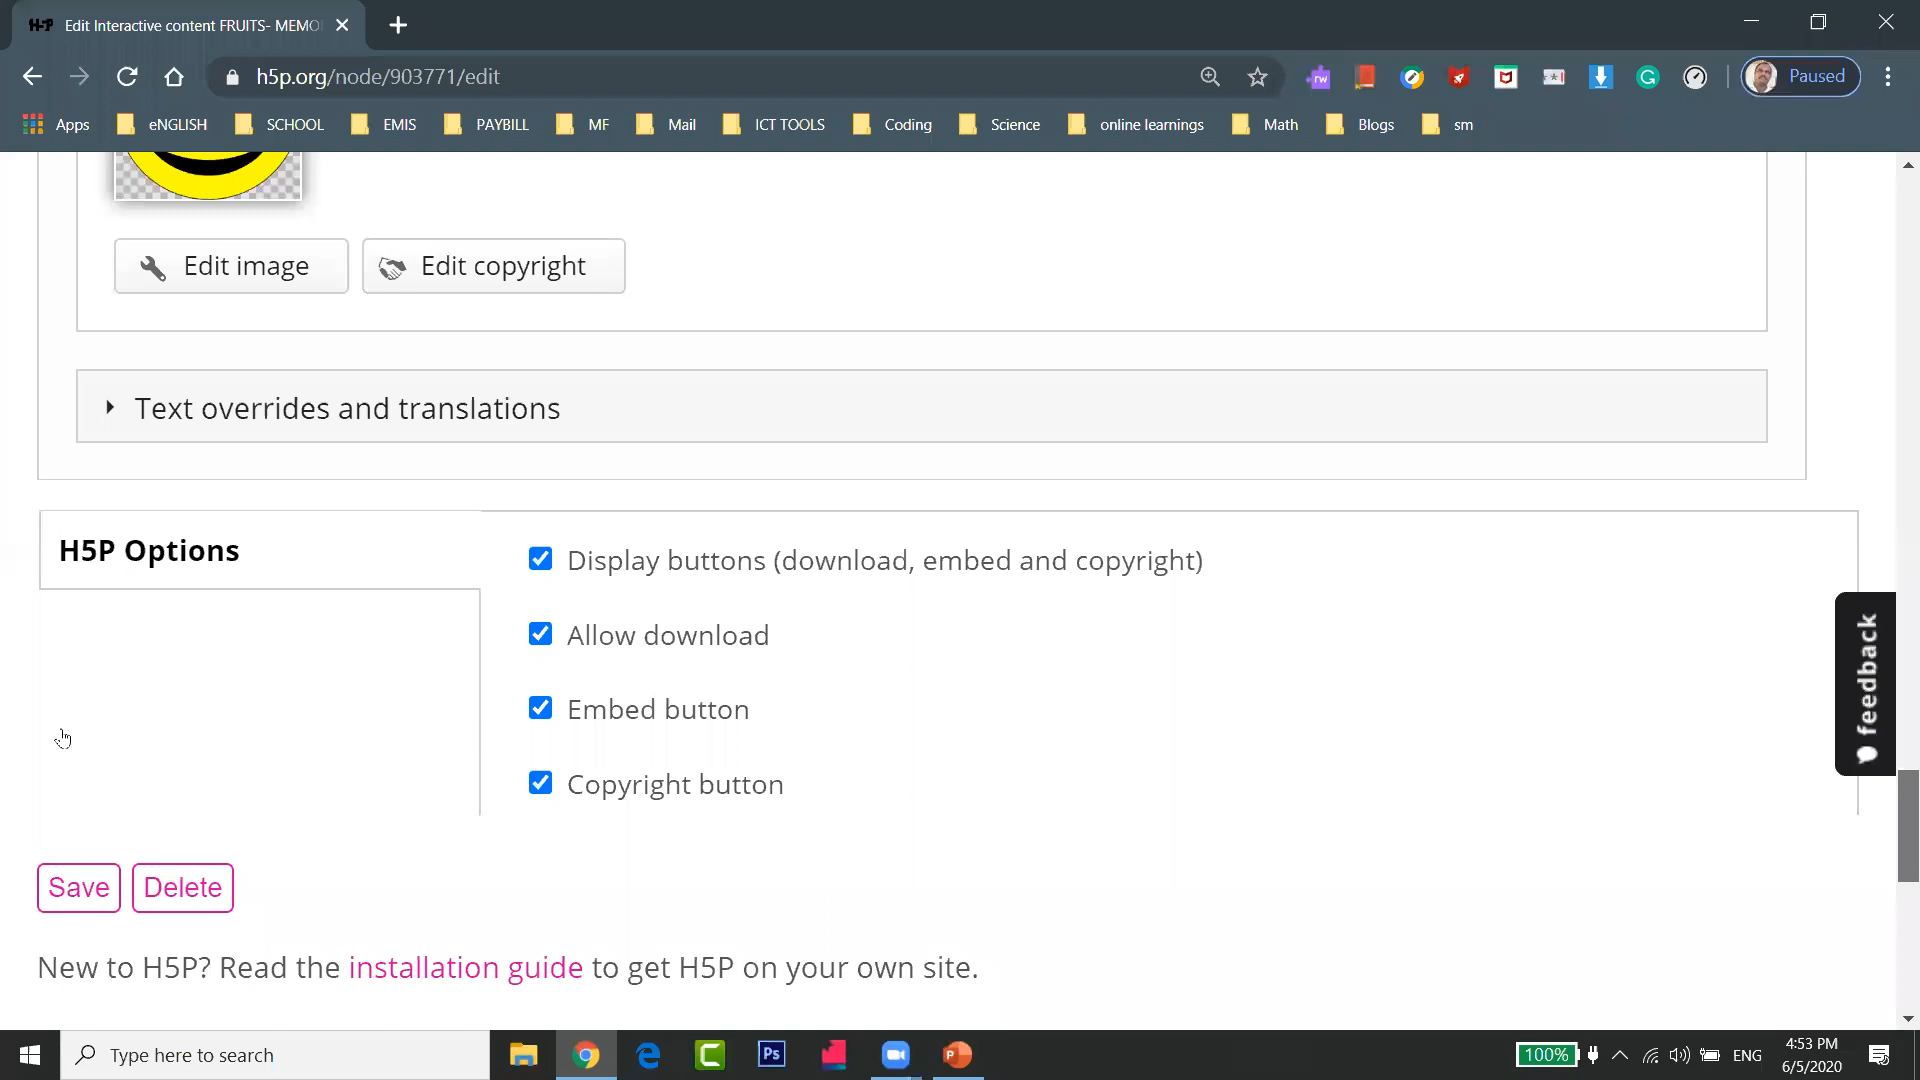 H-P Edit Interactive content FRUITS- MEMO
h5p.org/node/903771/edit
rw
G
Paused
Apps eNGLISH SCHOOL EMIS PAYBILL MF Mail ICT TOOLS Coding Science online learnings Math Blogs sm
Edit image Edit copyright
Text overrides and translations
H5P Options
Display buttons (download, embed and copyright)
Allow download
Embed button
Copyright button
feedback
Save Delete
New to H5P? Read the installation guide to get H5P on your own site.
Type here to search
Ps
P
100% ENG
4:53 PM
6/5/2020